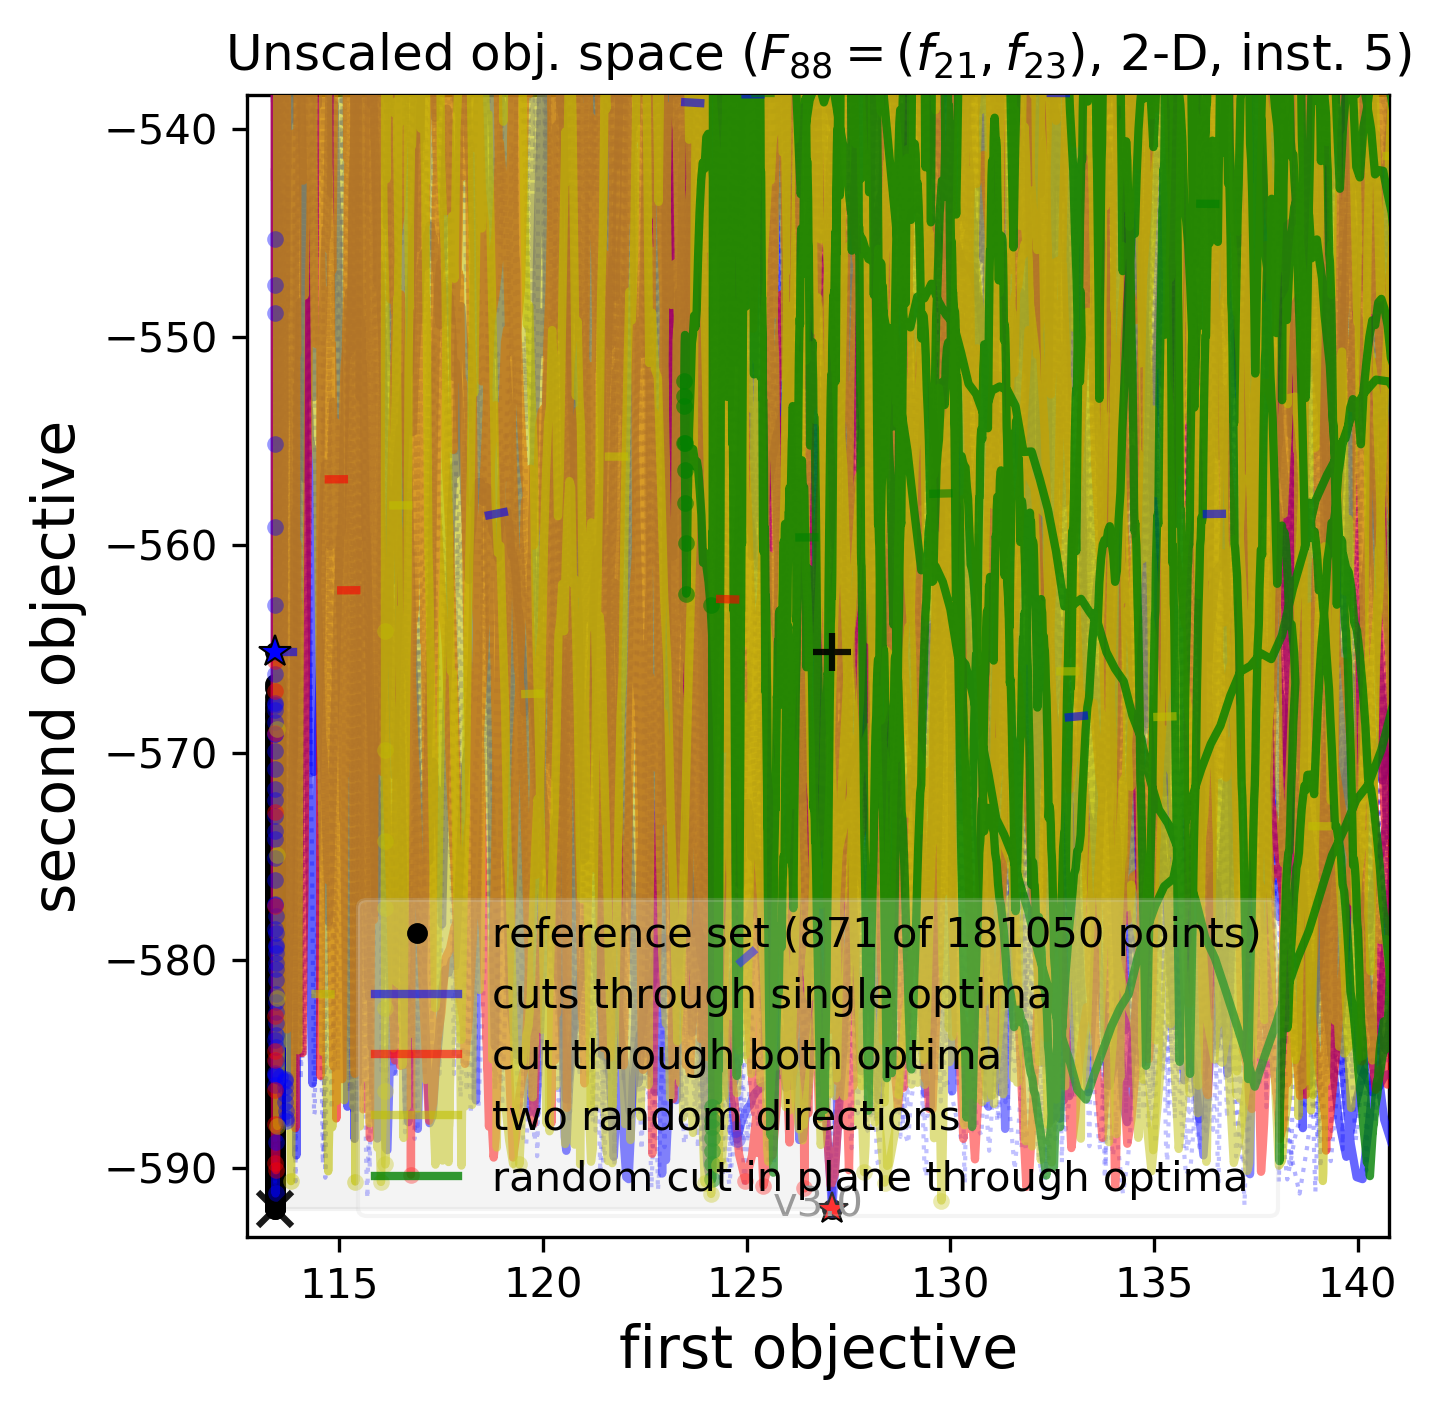 Unscaled obj. space ($F_{88} = (f_{21}, f_{23})$, 2-D, inst. 5)
second objective
−540
−550
−560
−570
−580
−590
reference set (871 of 181050 points)
cuts through single optima
cut through both optima
two random directions
random cut in plane through optima
v3.0
115 120 125 130 135 140
first objective